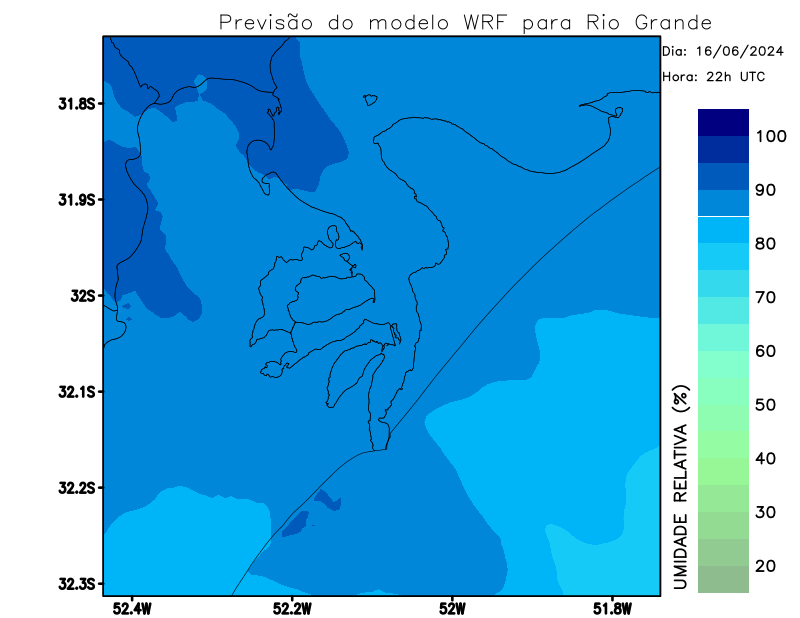 Previsão do modelo WRF para Rio Grande
Dia: 16/06/2024
Hora: 22h UTC
31.8S
31.9S
32S
32.1S
32.2S
32.3S
52.4W
52.2W
52W
51.8W
UMIDADE RELATIVA (%)
100
90
80
70
60
50
40
30
20